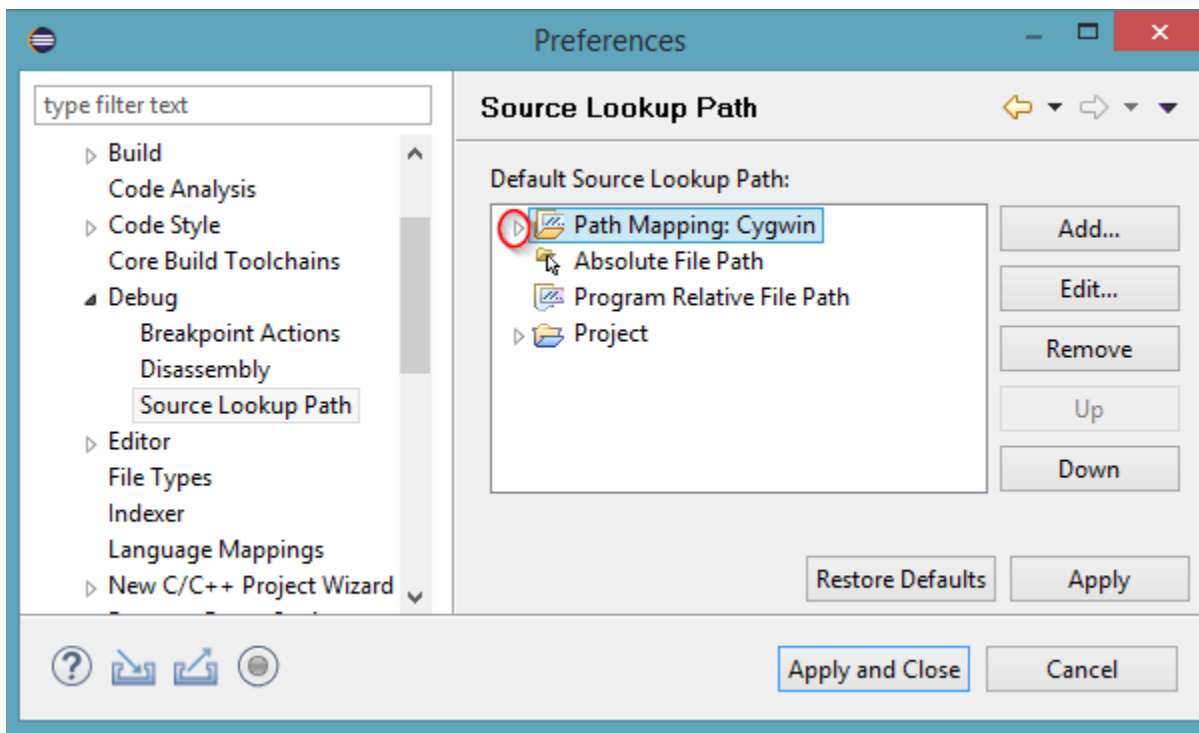 Preferences
type filter text
Build
Code Analysis
Code Style
Core Build Toolchains
Debug
Breakpoint Actions
Disassembly
Source Lookup Path
Editor
File Types
Indexer
Language Mappings
New C/C++ Project Wizard
Source Lookup Path
Default Source Lookup Path:
Path Mapping: Cygwin
Absolute File Path
Program Relative File Path
Project
Add...
Edit...
Remove
Up
Down
Restore Defaults
Apply
Apply and Close
Cancel